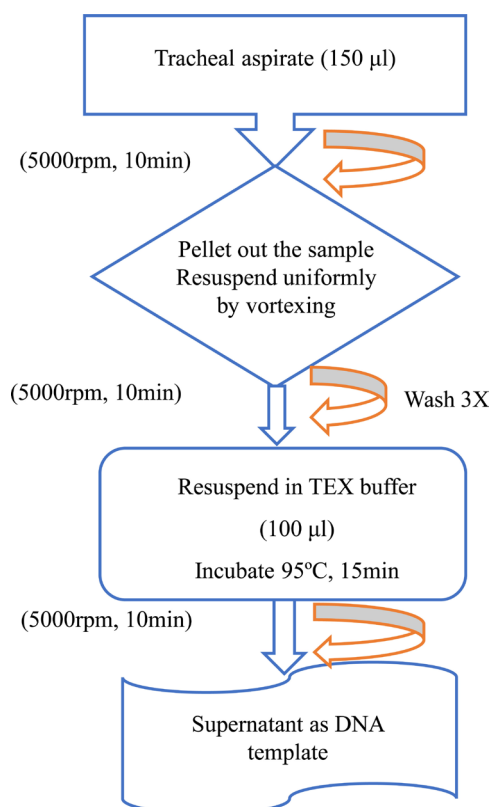 Tracheal aspirate (150 µl)
(5000rpm, 10min)
Pellet out the sample
Resuspend uniformly
by vortexing
(5000rpm, 10min)
Wash 3X
Resuspend in TEX buffer
(100 µl)
Incubate 95ºC, 15min
(5000rpm, 10min)
Supernatant as DNA
template